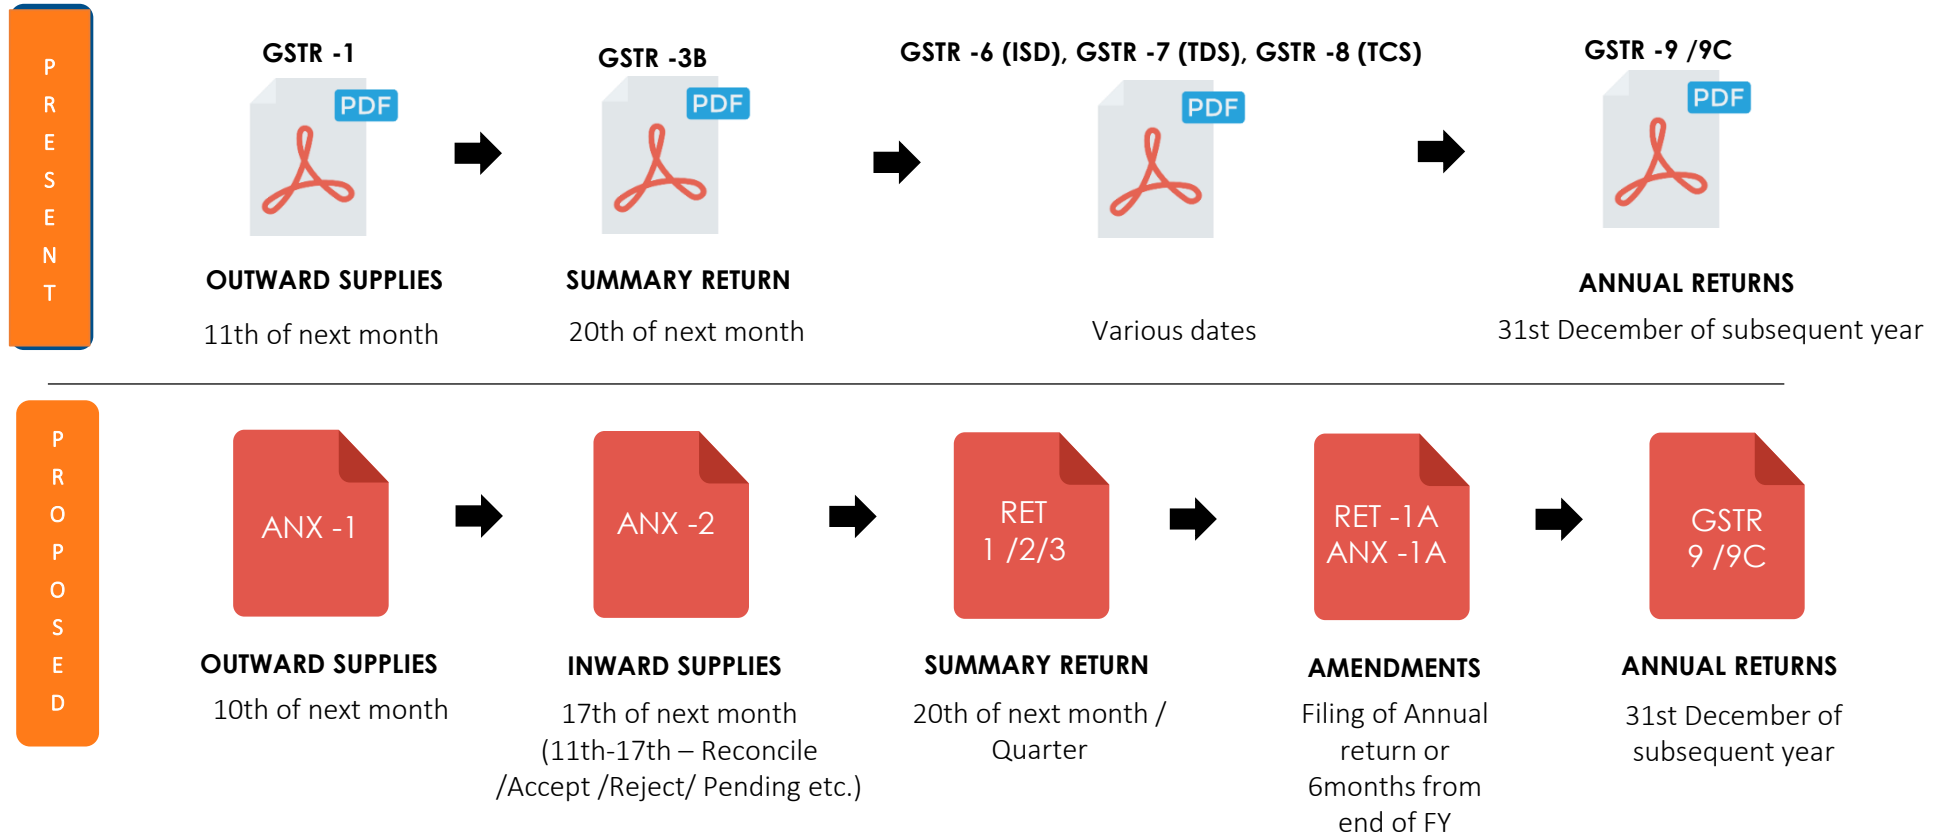 P
R
E
S
E
N
T
GSTR -1
GSTR -3B
GSTR -6 (ISD), GSTR -7 (TDS), GSTR -8 (TCS)
GSTR -9 /9C
PDF
PDF
PDF
PDF
OUTWARD SUPPLIES
SUMMARY RETURN
ANNUAL RETURNS
11th of next month
20th of next month
Various dates
31st December of subsequent year
P
R
O
P
O
S
E
D
ANX -1
ANX -2
RET
1 /2/3
RET -1A
ANX -1A
GSTR
9 /9C
OUTWARD SUPPLIES
10th of next month
INWARD SUPPLIES
17th of next month
(11th-17th – Reconcile
/Accept /Reject/ Pending etc.)
SUMMARY RETURN
20th of next month /
Quarter
AMENDMENTS
Filing of Annual
return or
6months from
end of FY
ANNUAL RETURNS
31st December of
subsequent year